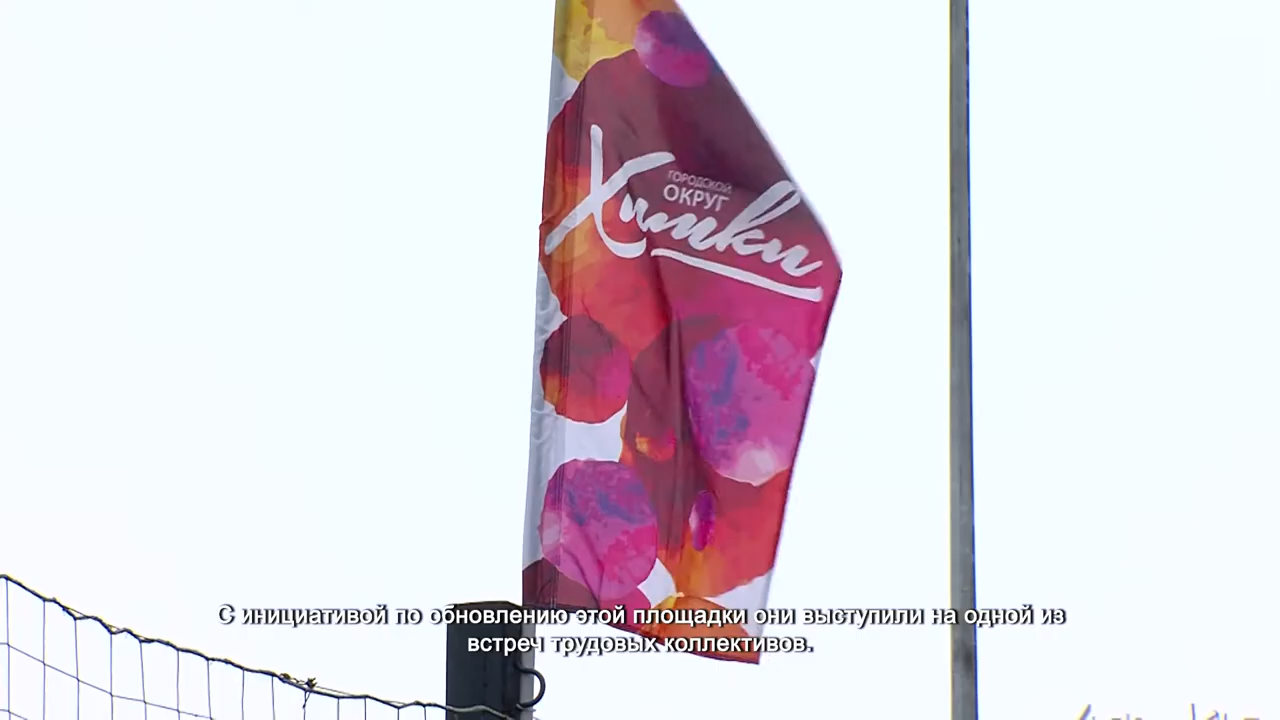 ГОРОДСКОЙ
ОКРУГ
Химки
С инициативой по обновлению этой площадки они выступили на одной из
встреч трудовых коллективов.